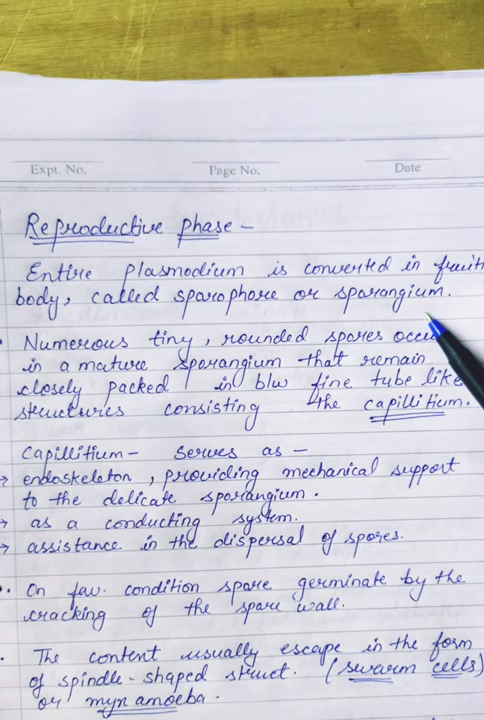 Expt. No.
Page No.
Date
Reproductive phase -
Entire plasmodium is converted in fruiti
body, called sporophore or sporangium.
Numerous tiny, rounded spores occu
in a mature sporangium that remain
closely packed in b/w fine tube like
structures consisting the capillitium.
Capillitium - serves as -
→ endoskeleton, providing mechanical support
to the delicate sporangium.
→ as a conducting system.
→ assistance in the dispersal of spores.
On fav. condition spore germinate by the
cracking of the spore wall.
The content usually escape in the form
of spindle-shaped struct. (swarm cells)
or myxamoeba.